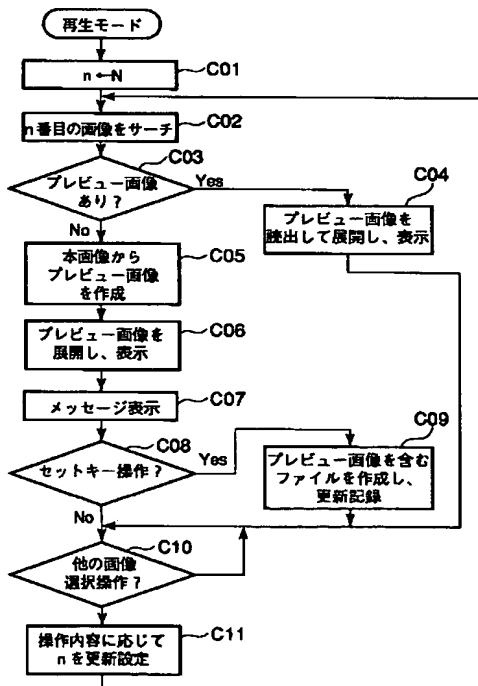 再生モード
n←N
C01
n番目の画像をサーチ
C02
プレビュー画像
あり？
C03
Yes
No
プレビュー画像を
読出して展開し、表示
C04
本画像から
プレビュー画像
を作成
C05
プレビュー画像を
展開し、表示
C06
メッセージ表示
C07
セットキー操作？
C08
Yes
No
プレビュー画像を含む
ファイルを作成し、
更新記録
C09
他の画像
選択操作？
C10
操作内容に応じて
nを更新設定
C11